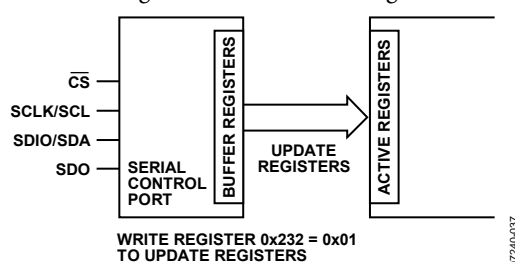 CS
SCLK/SCL
SDIO/SDA
SDO
SERIAL
CONTROL
PORT
BUFFER REGISTERS
UPDATE
REGISTERS
ACTIVE REGISTERS
WRITE REGISTER 0x232 = 0x01
TO UPDATE REGISTERS